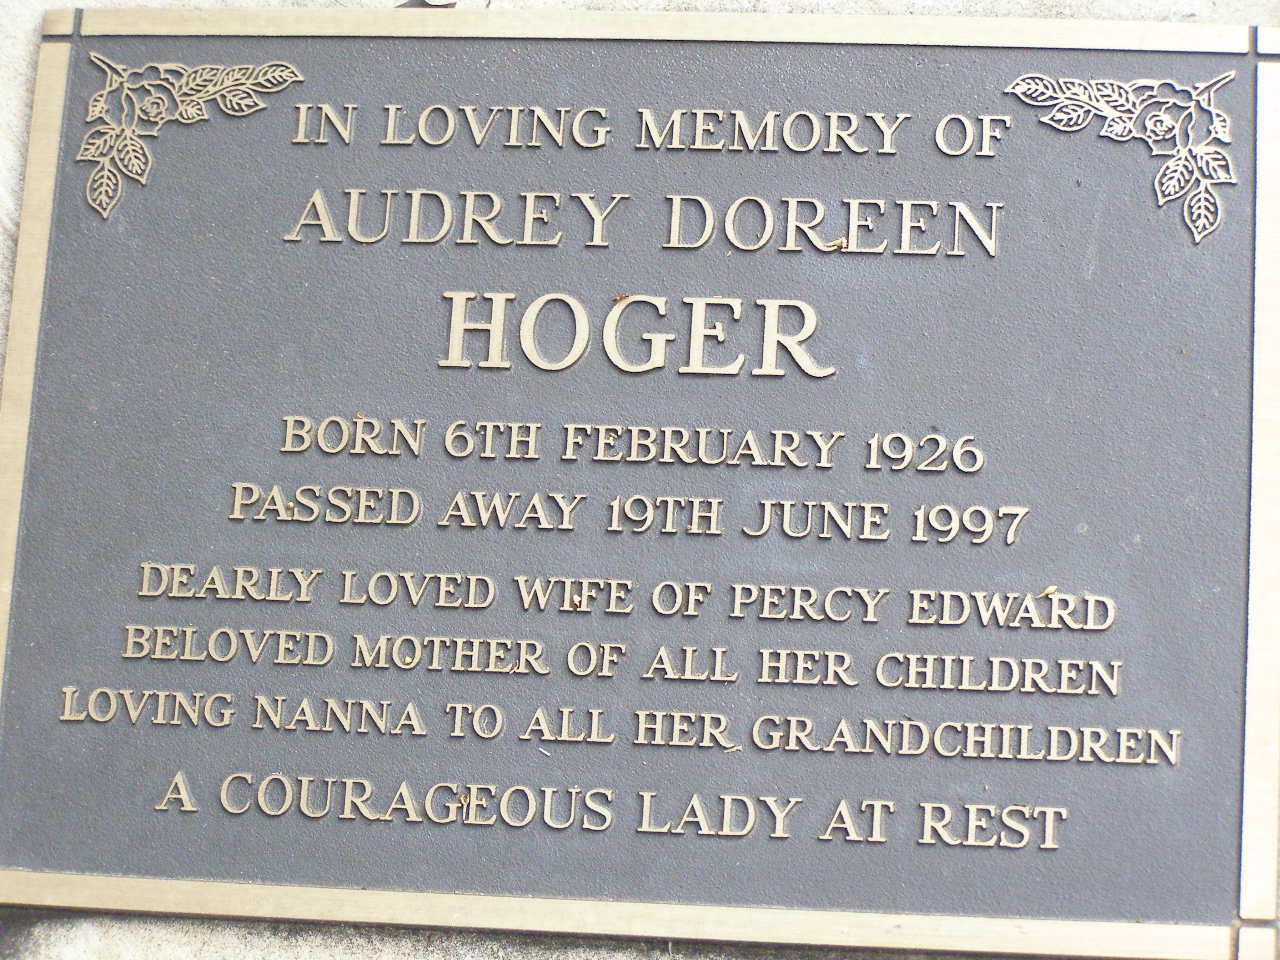 IN LOVING MEMORY OF
AUDREY DOREEN
HOGER
BORN 6TH FEBRUARY 1926
PASSED AWAY 19TH JUNE 1997
DEARLY LOVED WIFE OF PERCY EDWARD
BELOVED MOTHER OF ALL HER CHILDREN
LOVING NANNA TO ALL HER GRANDCHILDREN
A COURAGEOUS LADY AT REST